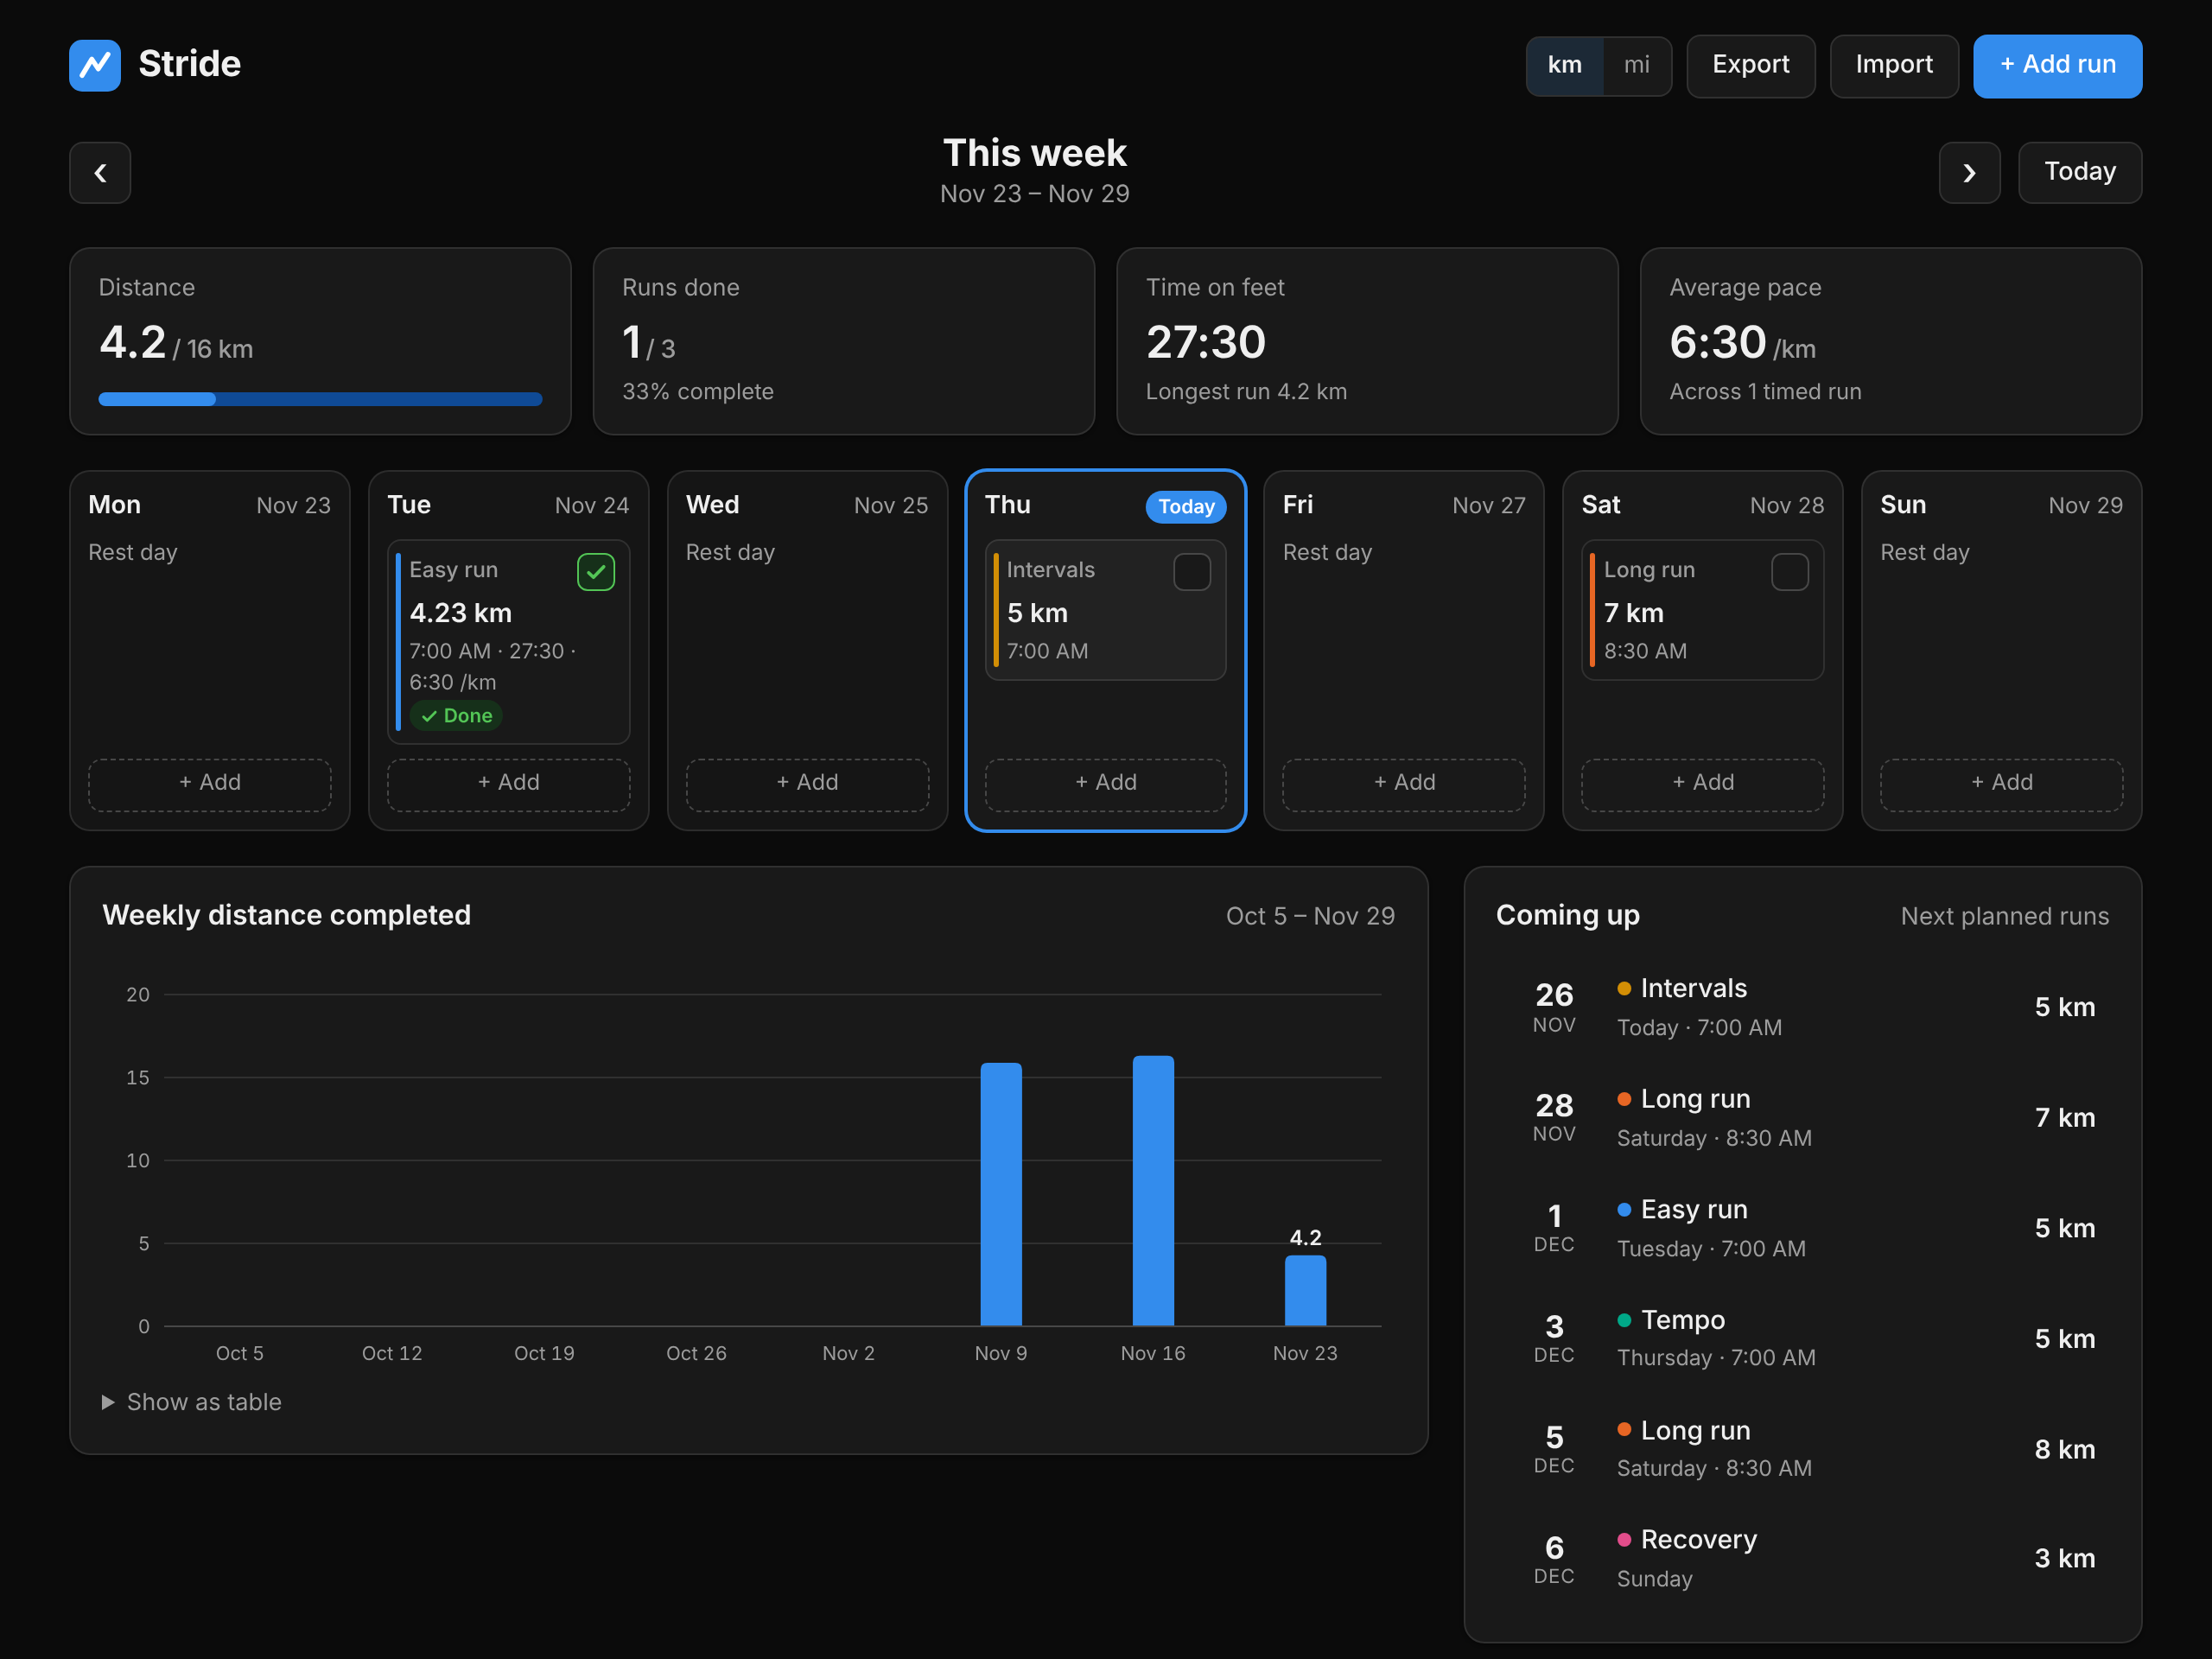 Stride
km mi Export Import + Add run
This week
Nov 23 – Nov 29
Today
Distance
4.2 / 16 km
Runs done
1 / 3
33% complete
Time on feet
27:30
Longest run 4.2 km
Average pace
6:30 /km
Across 1 timed run
Mon Nov 23
Rest day
+ Add
Tue Nov 24
Easy run
4.23 km
7:00 AM · 27:30 ·
6:30 /km
Done
+ Add
Wed Nov 25
Rest day
+ Add
Thu Today
Intervals
5 km
7:00 AM
+ Add
Fri Nov 27
Rest day
+ Add
Sat Nov 28
Long run
7 km
8:30 AM
+ Add
Sun Nov 29
Rest day
+ Add
Weekly distance completed Oct 5 – Nov 29
20
15
10
5
0
4.2
Oct 5 Oct 12 Oct 19 Oct 26 Nov 2 Nov 9 Nov 16 Nov 23
Show as table
Coming up Next planned runs
26 NOV
Intervals
Today · 7:00 AM
5 km
28 NOV
Long run
Saturday · 8:30 AM
7 km
1 DEC
Easy run
Tuesday · 7:00 AM
5 km
3 DEC
Tempo
Thursday · 7:00 AM
5 km
5 DEC
Long run
Saturday · 8:30 AM
8 km
6 DEC
Recovery
Sunday
3 km